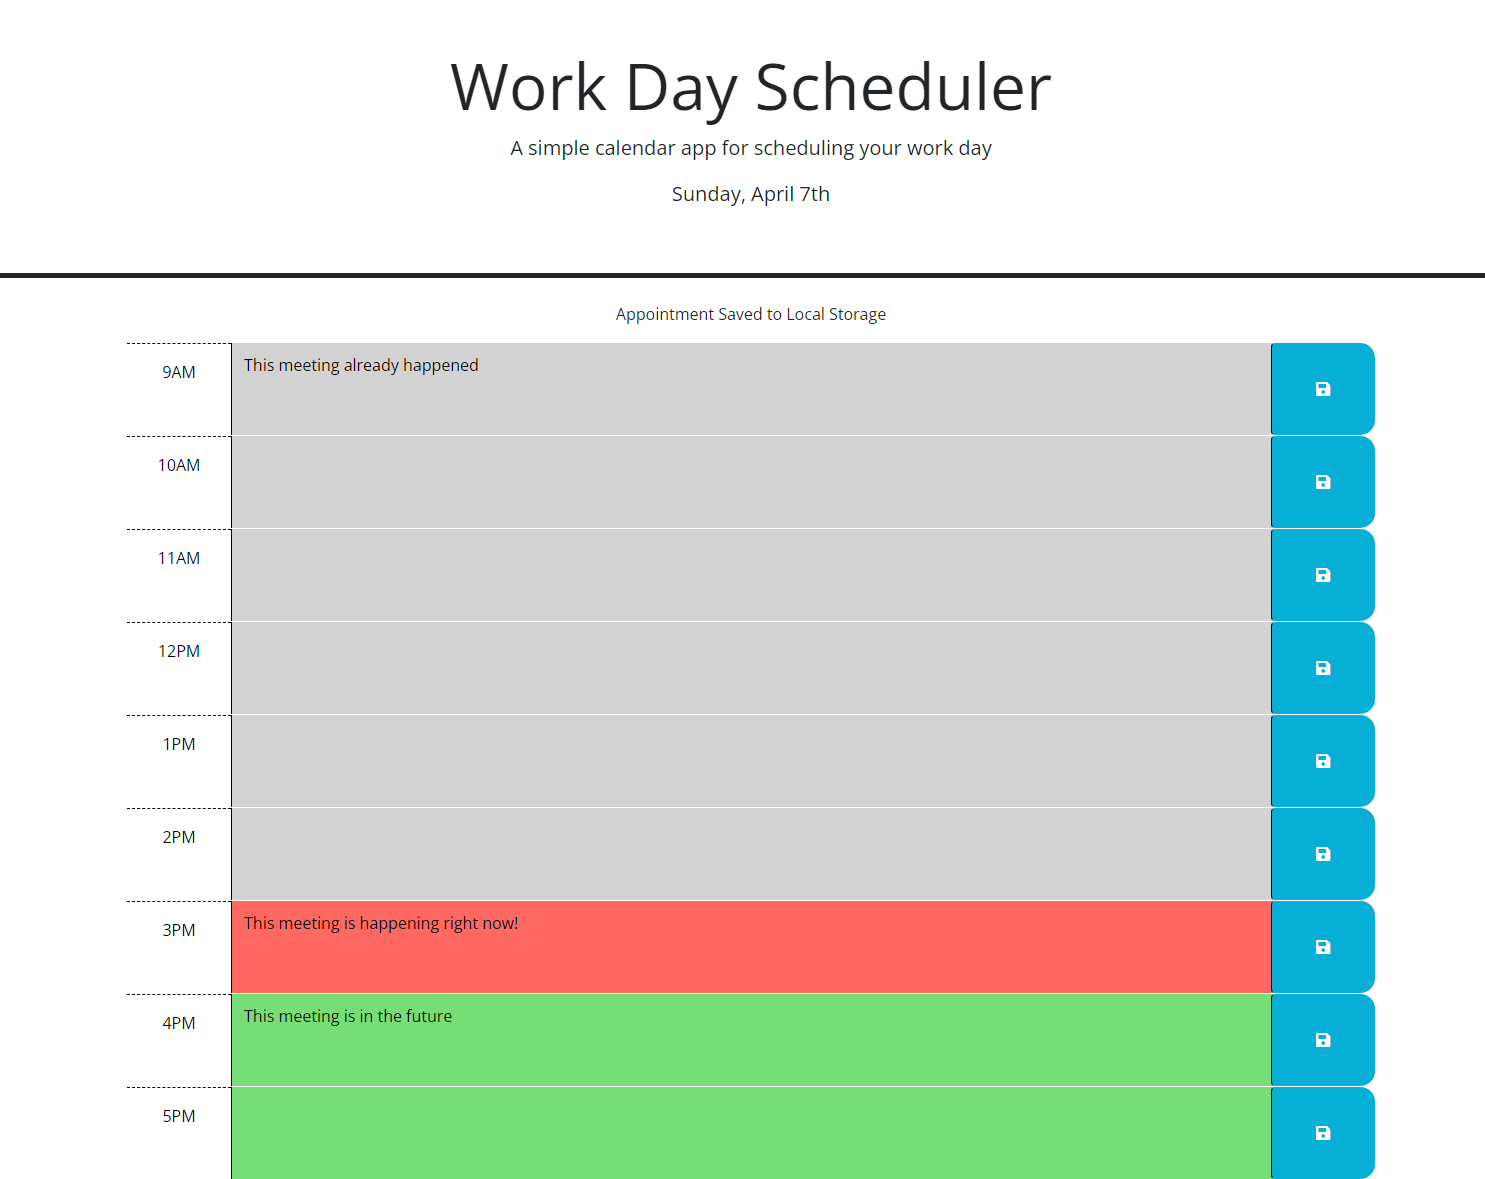 Work Day Scheduler
A simple calendar app for scheduling your work day
Sunday, April 7th
Appointment Saved to Local Storage
9AM
This meeting already happened
10AM
11AM
12PM
1PM
2PM
3PM
This meeting is happening right now!
4PM
This meeting is in the future
5PM